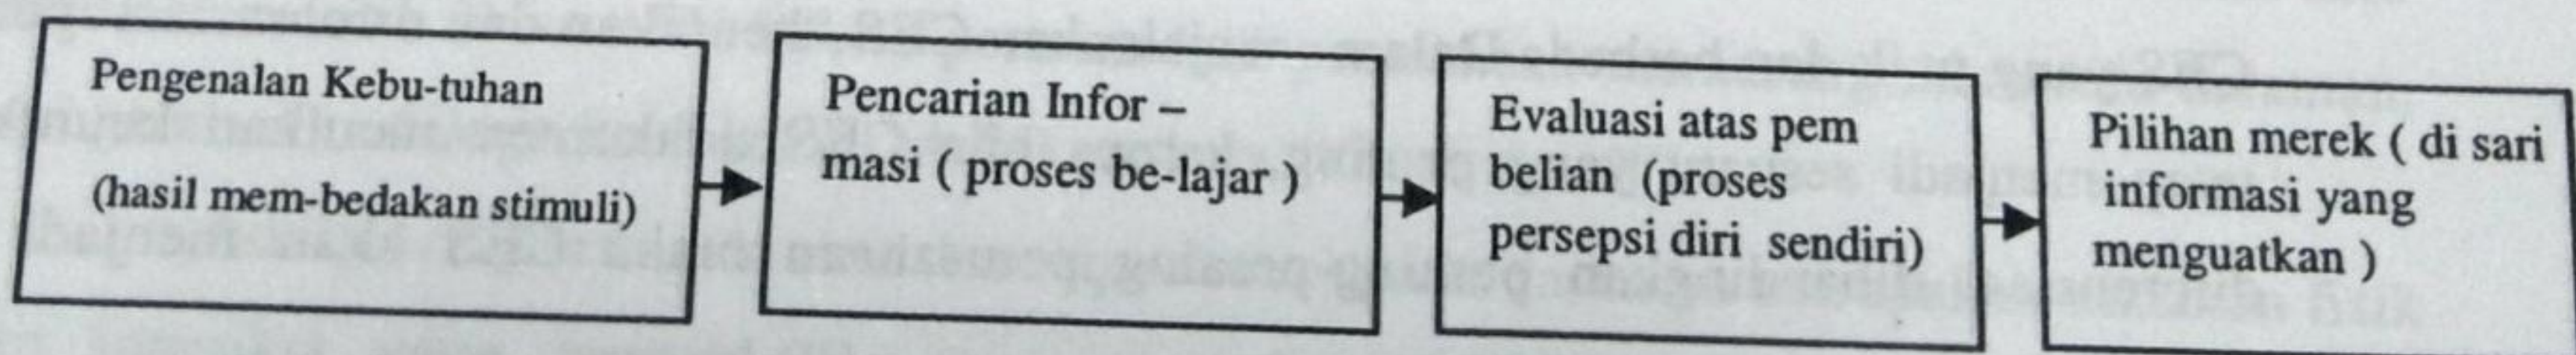 Pengenalan Kebu-tuhan
(hasil mem-bedakan stimuli)
Pencarian Infor –
masi ( proses be-lajar )
Evaluasi atas pem
belian (proses
persepsi diri sendiri)
Pilihan merek ( di sari
informasi yang
menguatkan )